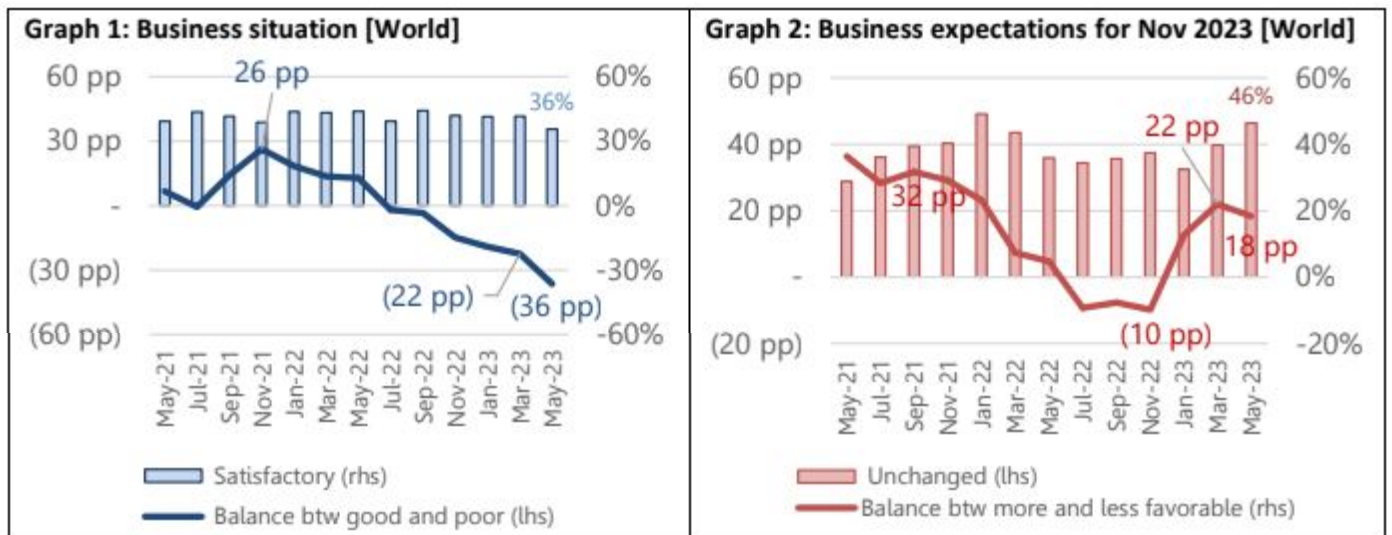 Graph 1: Business situation [World]
60 pp
30 pp
-
(30 pp)
(60 pp)
60%
30%
0%
-30%
-60%
26 pp
36%
(22 pp)
(36 pp)
May-21
Jul-21
Sep-21
Nov-21
Jan-22
Mar-22
May-22
Jul-22
Sep-22
Nov-22
Jan-23
Mar-23
May-23
Satisfactory (rhs)
Balance btw good and poor (lhs)
Graph 2: Business expectations for Nov 2023 [World]
60 pp
40 pp
20 pp
-
(20 pp)
60%
40%
20%
0%
-20%
46%
22 pp
32 pp
18 pp
(10 pp)
May-21
Jul-21
Sep-21
Nov-21
Jan-22
Mar-22
May-22
Jul-22
Sep-22
Nov-22
Jan-23
Mar-23
May-23
Unchanged (lhs)
Balance btw more and less favorable (rhs)